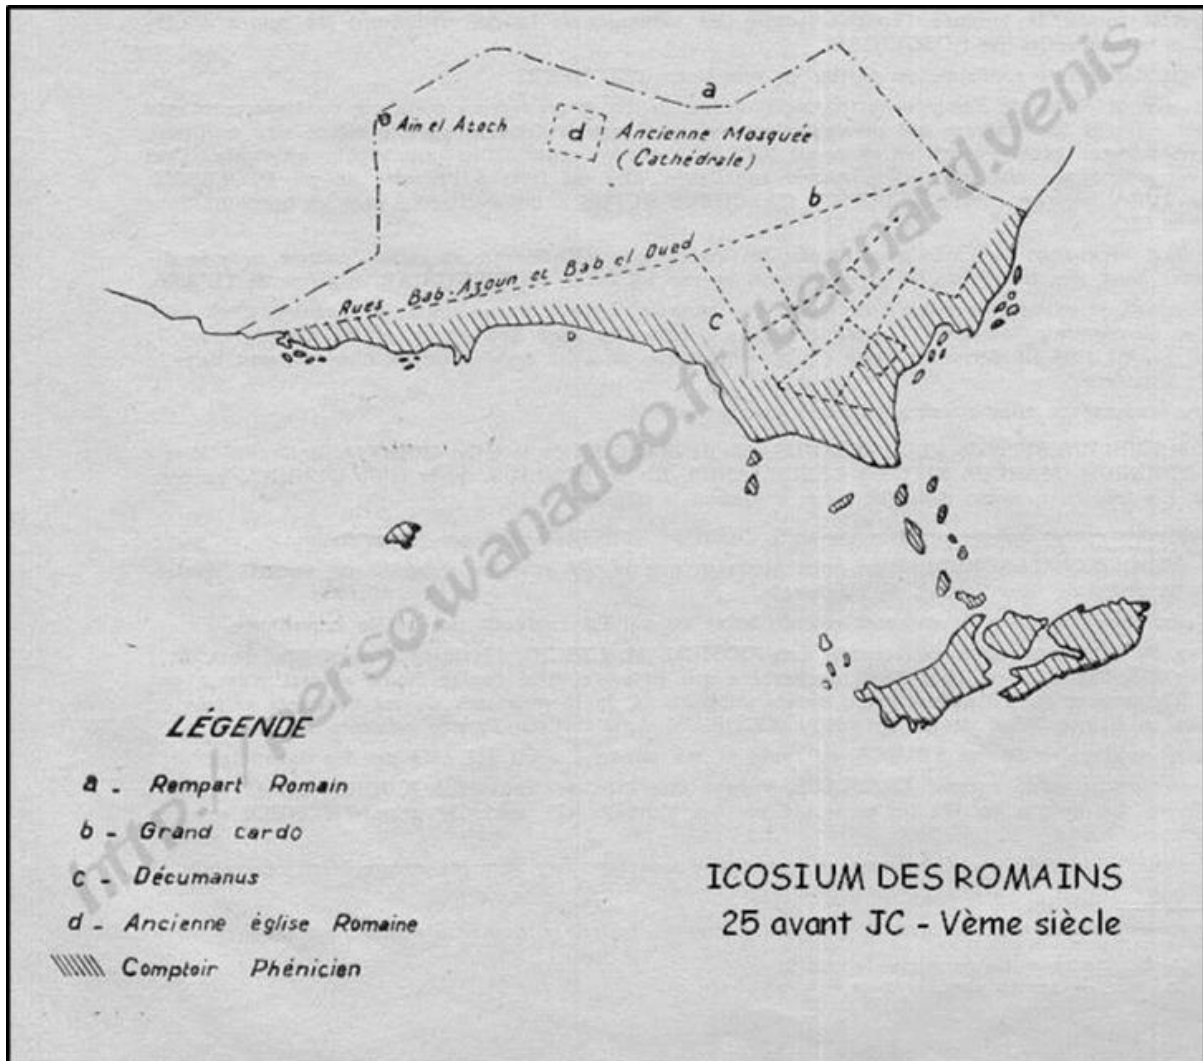 a
Ain el Atoch
d
Ancienne Mosquée
(Cathédrale)
b
Rues Bab-Azoun et Bab el Oued
c
LÉGENDE
a - Rempart Romain
b - Grand cardo
c - Décumanus
d - Ancienne église Romaine
Comptoir Phénicien
ICOSIUM DES ROMAINS
25 avant JC - Vème siècle
http://perso.wanadoo.fr/bernard.venis